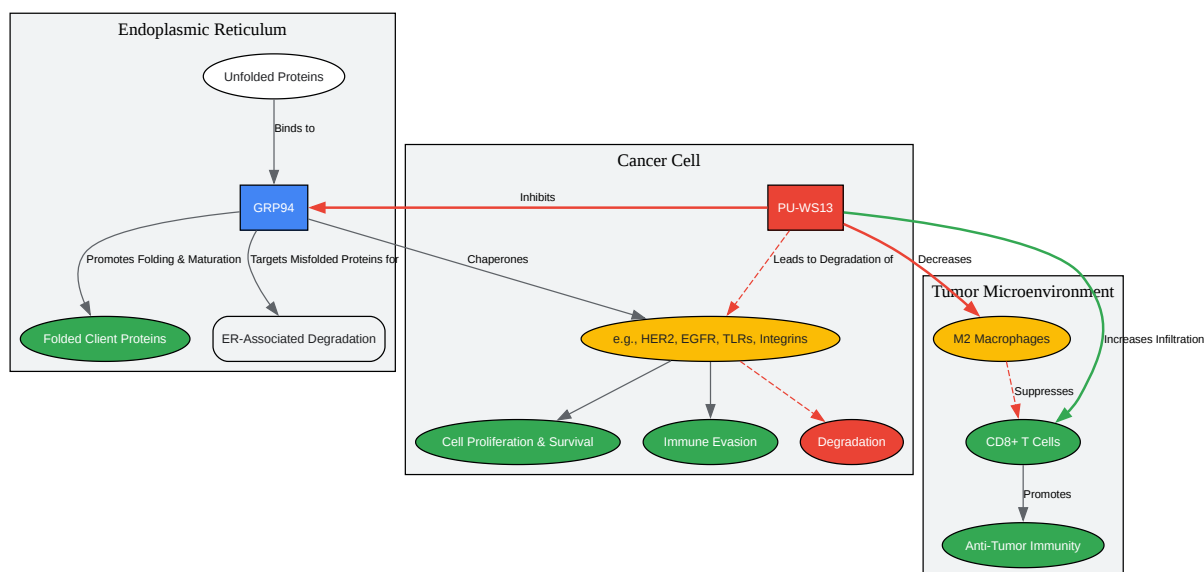 Endoplasmic Reticulum
Unfolded Proteins
Binds to
Cancer Cell
GRP94
Inhibits
PU-WS13
Promotes Folding & Maturation
Targets Misfolded Proteins for
Chaperones
Leads to Degradation of
Decreases
Tumor Microenvironment
Folded Client Proteins
ER-Associated Degradation
e.g., HER2, EGFR, TLRs, Integrins
M2 Macrophages
Increases Infiltration
Suppresses
Cell Proliferation & Survival
Immune Evasion
Degradation
CD8+ T Cells
Promotes
Anti-Tumor Immunity